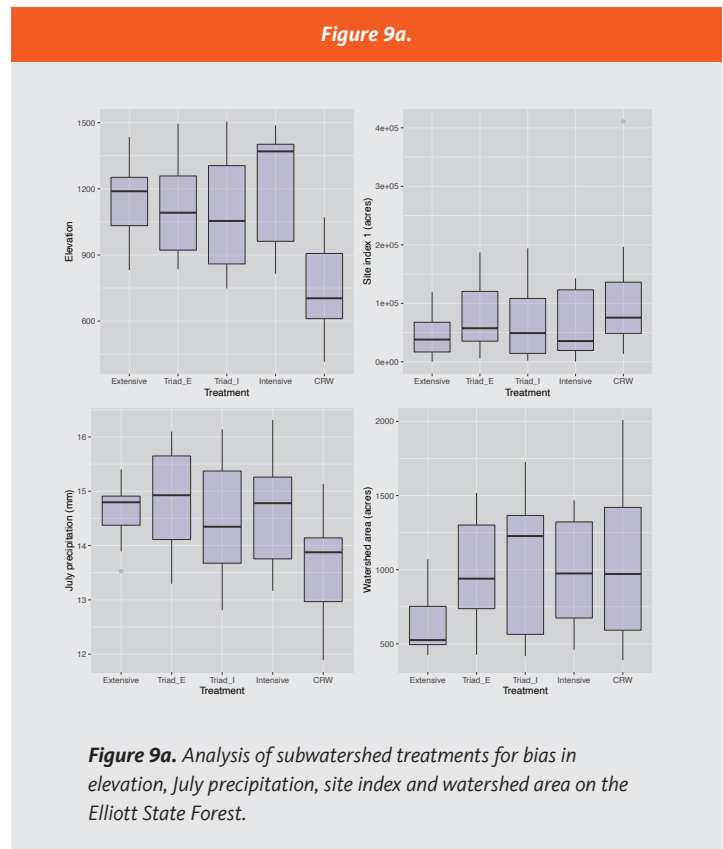 Figure 9a.
1500
1200
900
600
Elevation
Extensive Triad_E Triad_I Intensive CRW
Treatment
4e+05
3e+05
2e+05
1e+05
0e+00
Site index 1 (acres)
Extensive Triad_E Triad_I Intensive CRW
Treatment
16
15
14
13
12
July precipitation (mm)
Extensive Triad_E Triad_I Intensive CRW
Treatment
2000
1500
1000
500
Watershed area (acres)
Extensive Triad_E Triad_I Intensive CRW
Treatment
Figure 9a. Analysis of subwatershed treatments for bias in
elevation, July precipitation, site index and watershed area on the
Elliott State Forest.